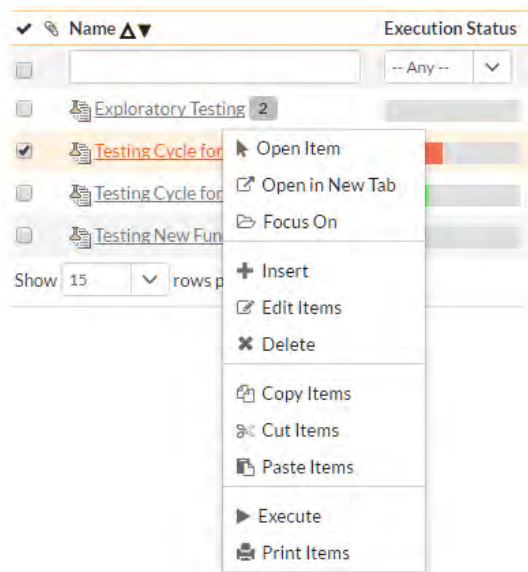 Name Execution Status
-- Any --
Exploratory Testing 2
Testing Cycle for
Testing Cycle for
Testing New Fun
Show 15 rows p
Open Item
Open in New Tab
Focus On
Insert
Edit Items
Delete
Copy Items
Cut Items
Paste Items
Execute
Print Items